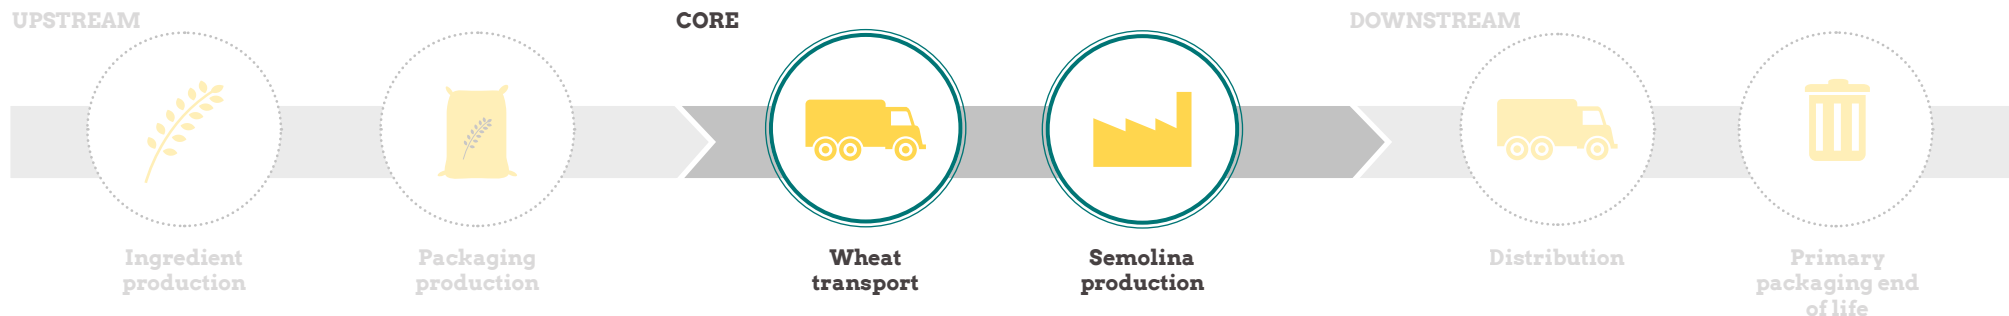 UPSTREAM
CORE
DOWNSTREAM
Ingredient
production
Packaging
production
Wheat
transport
Semolina
production
Distribution
Primary
packaging end
of life